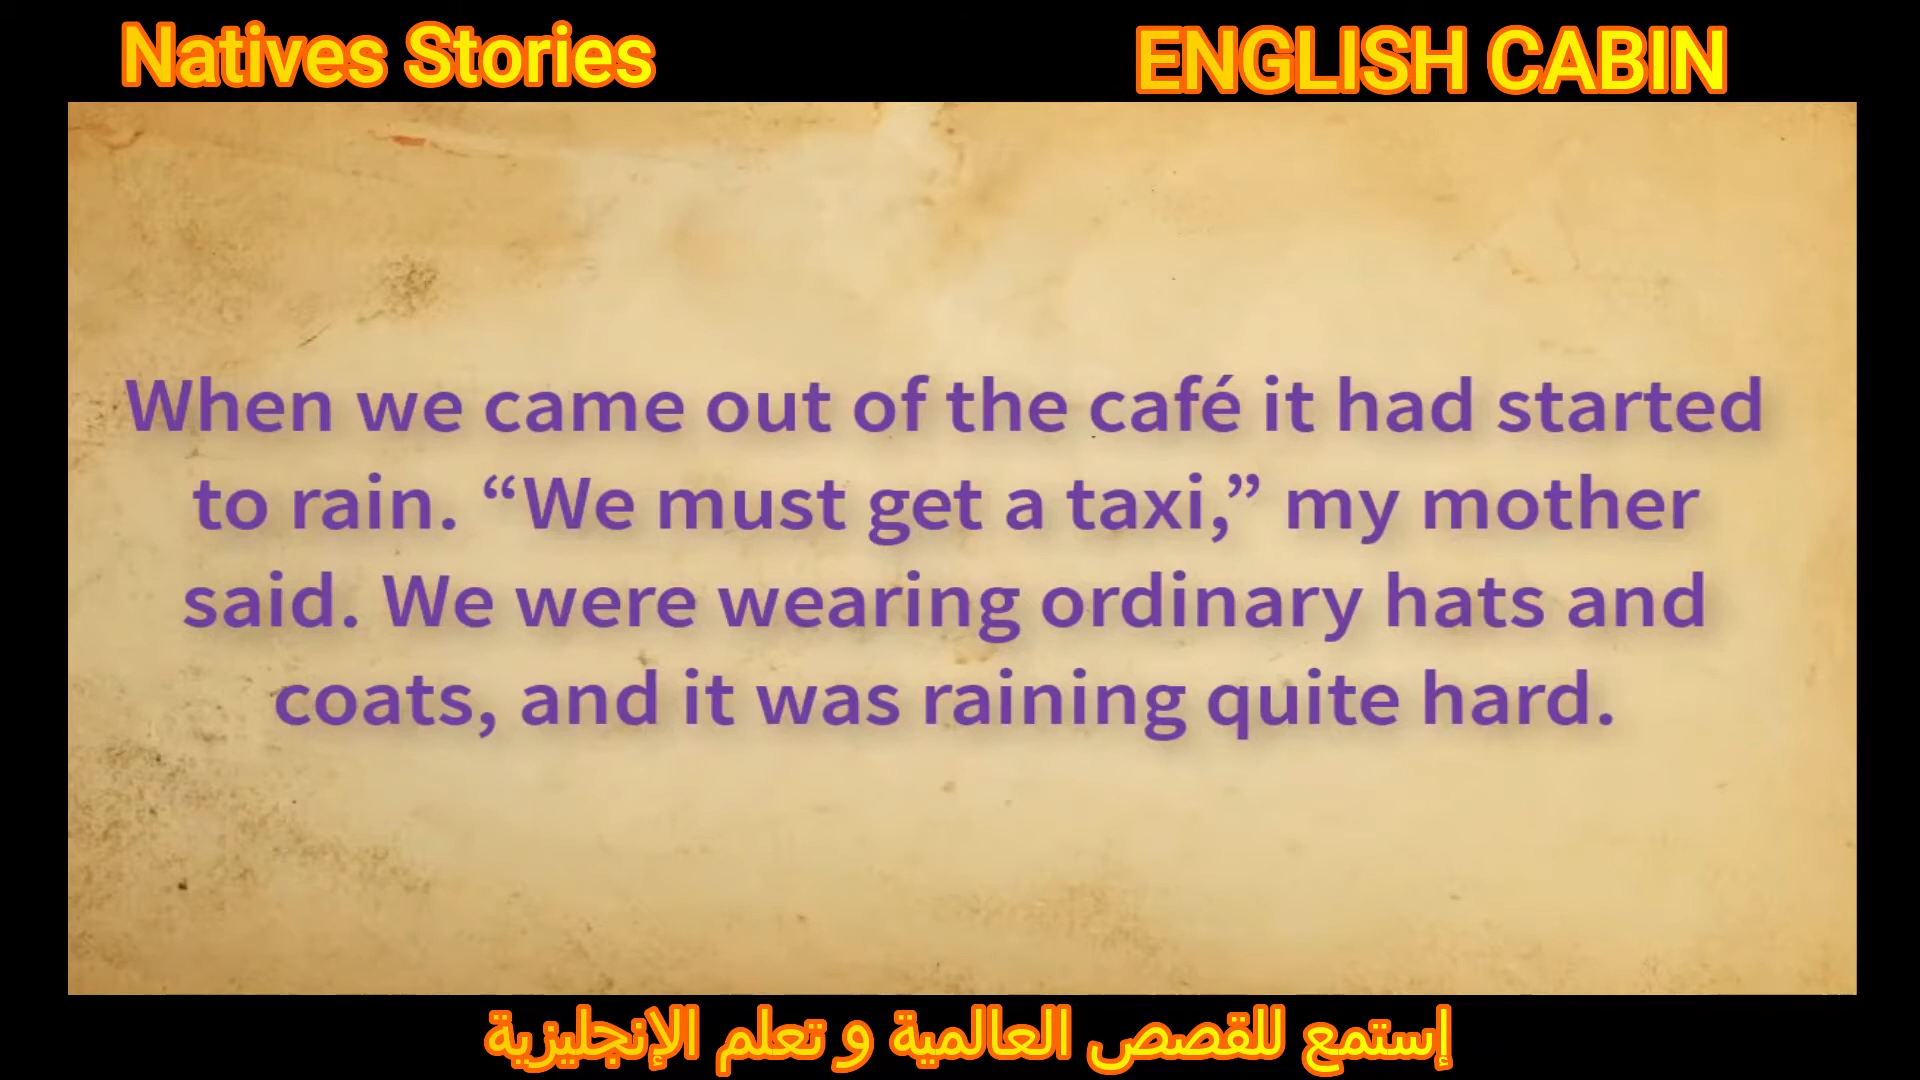 Natives Stories
ENGLISH CABIN
When we came out of the café it had started
to rain. “We must get a taxi,” my mother
said. We were wearing ordinary hats and
coats, and it was raining quite hard.
إستمع للقصص العالمية و تعلم الإنجليزية